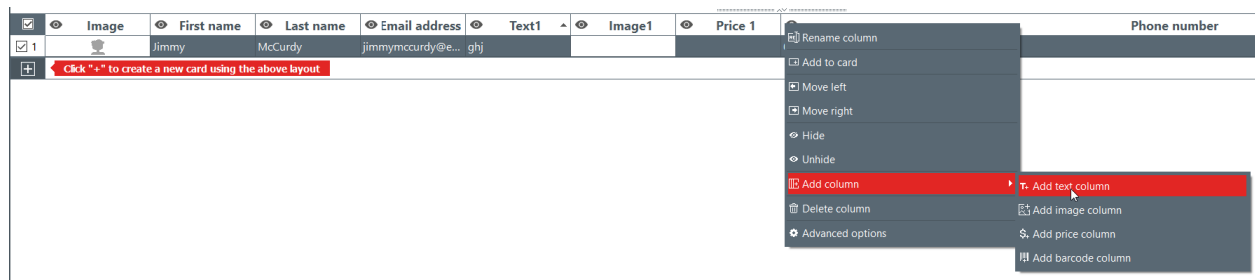 Image First name Last name Email address Text1 Image1 Price 1 Phone number
1 Jimmy McCurdy jimmymccurdy@e... ghj
Click "+" to create a new card using the above layout
Rename column
Add to card
Move left
Move right
Hide
Unhide
Add column
Delete column
Advanced options
Add text column
Add image column
Add price column
Add barcode column